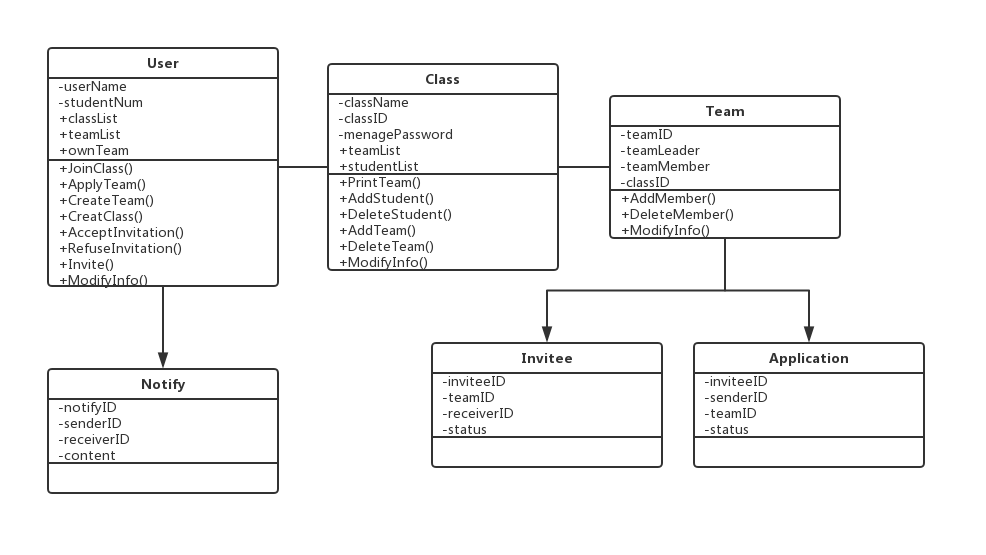 User
-userName
-studentNum
+classList
+teamList
+ownTeam
+JoinClass()
+ApplyTeam()
+CreateTeam()
+CreatClass()
+AcceptInvitation()
+RefuseInvitation()
+Invite()
+ModifyInfo()
Class
-className
-classID
-menagePassword
+teamList
+studentList
+PrintTeam()
+AddStudent()
+DeleteStudent()
+AddTeam()
+DeleteTeam()
+ModifyInfo()
Team
-teamID
-teamLeader
-teamMember
-classID
+AddMember()
+DeleteMember()
+ModifyInfo()
Notify
-notifyID
-senderID
-receiverID
-content
Invitee
-inviteeID
-teamID
-receiverID
-status
Application
-inviteeID
-senderID
-teamID
-status